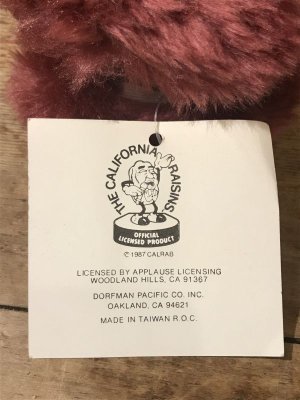 THE CALIFORNIA RAISINS
OFFICIAL
LICENSED PRODUCT
© 1987 CALRAB
LICENSED BY APPLAUSE LICENSING
WOODLAND HILLS, CA 91367
DORFMAN PACIFIC CO. INC.
OAKLAND, CA 94621
MADE IN TAIWAN R.O.C.